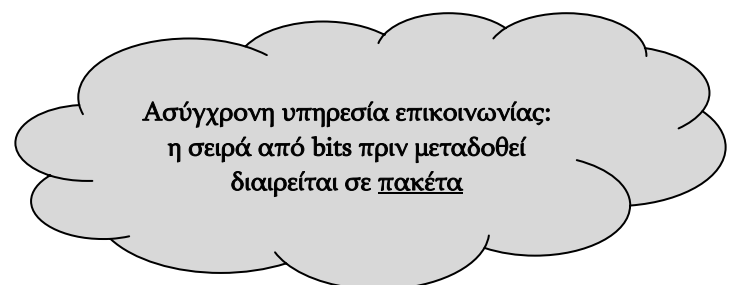 Ασύγχρονη υπηρεσία επικοινωνίας:
η σειρά από bits πριν μεταδοθεί
διαιρείται σε πακέτα